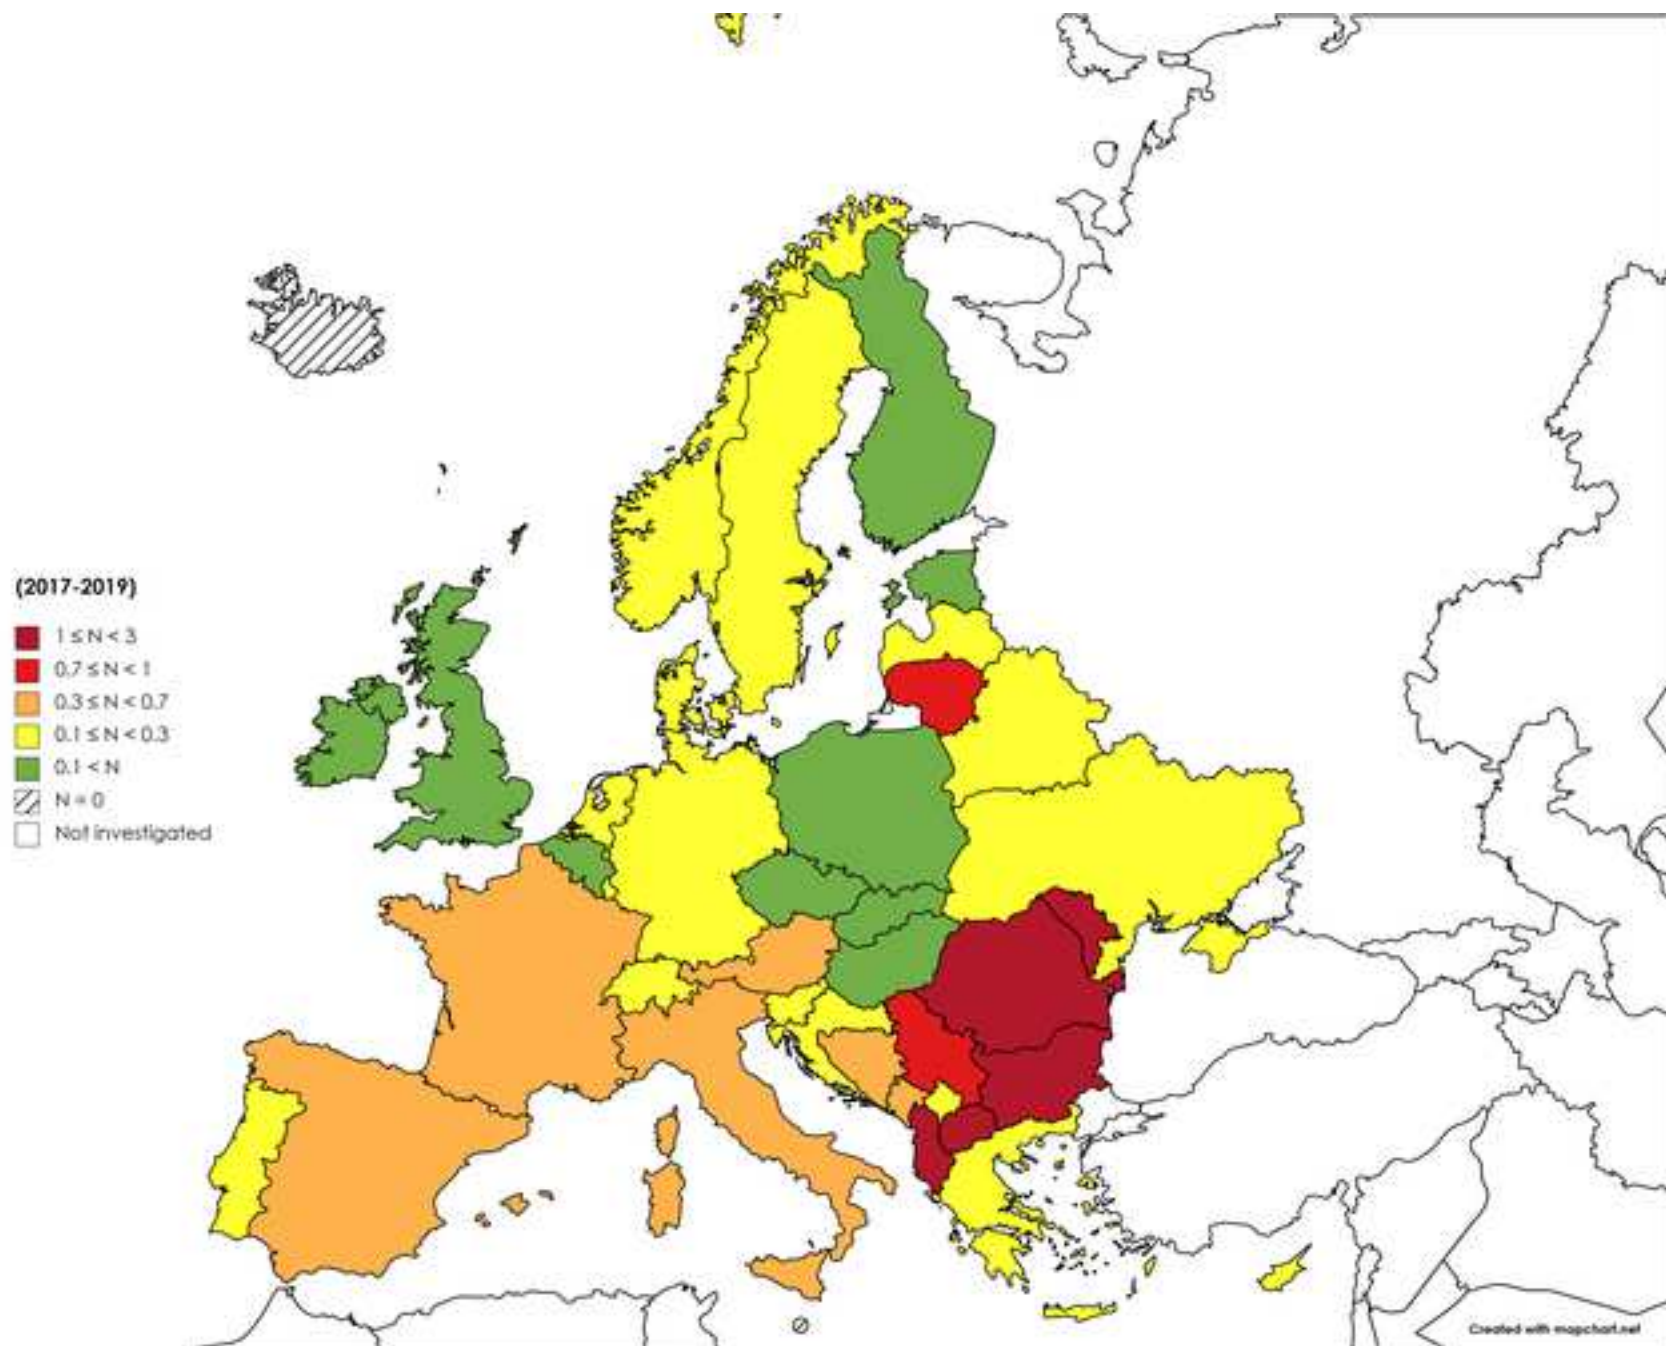 (2017-2019)
1 ≤ N < 3
0.7 ≤ N < 1
0.3 ≤ N < 0.7
0.1 ≤ N < 0.3
0.1 < N
N = 0
Not investigated
Created with mapchart.net